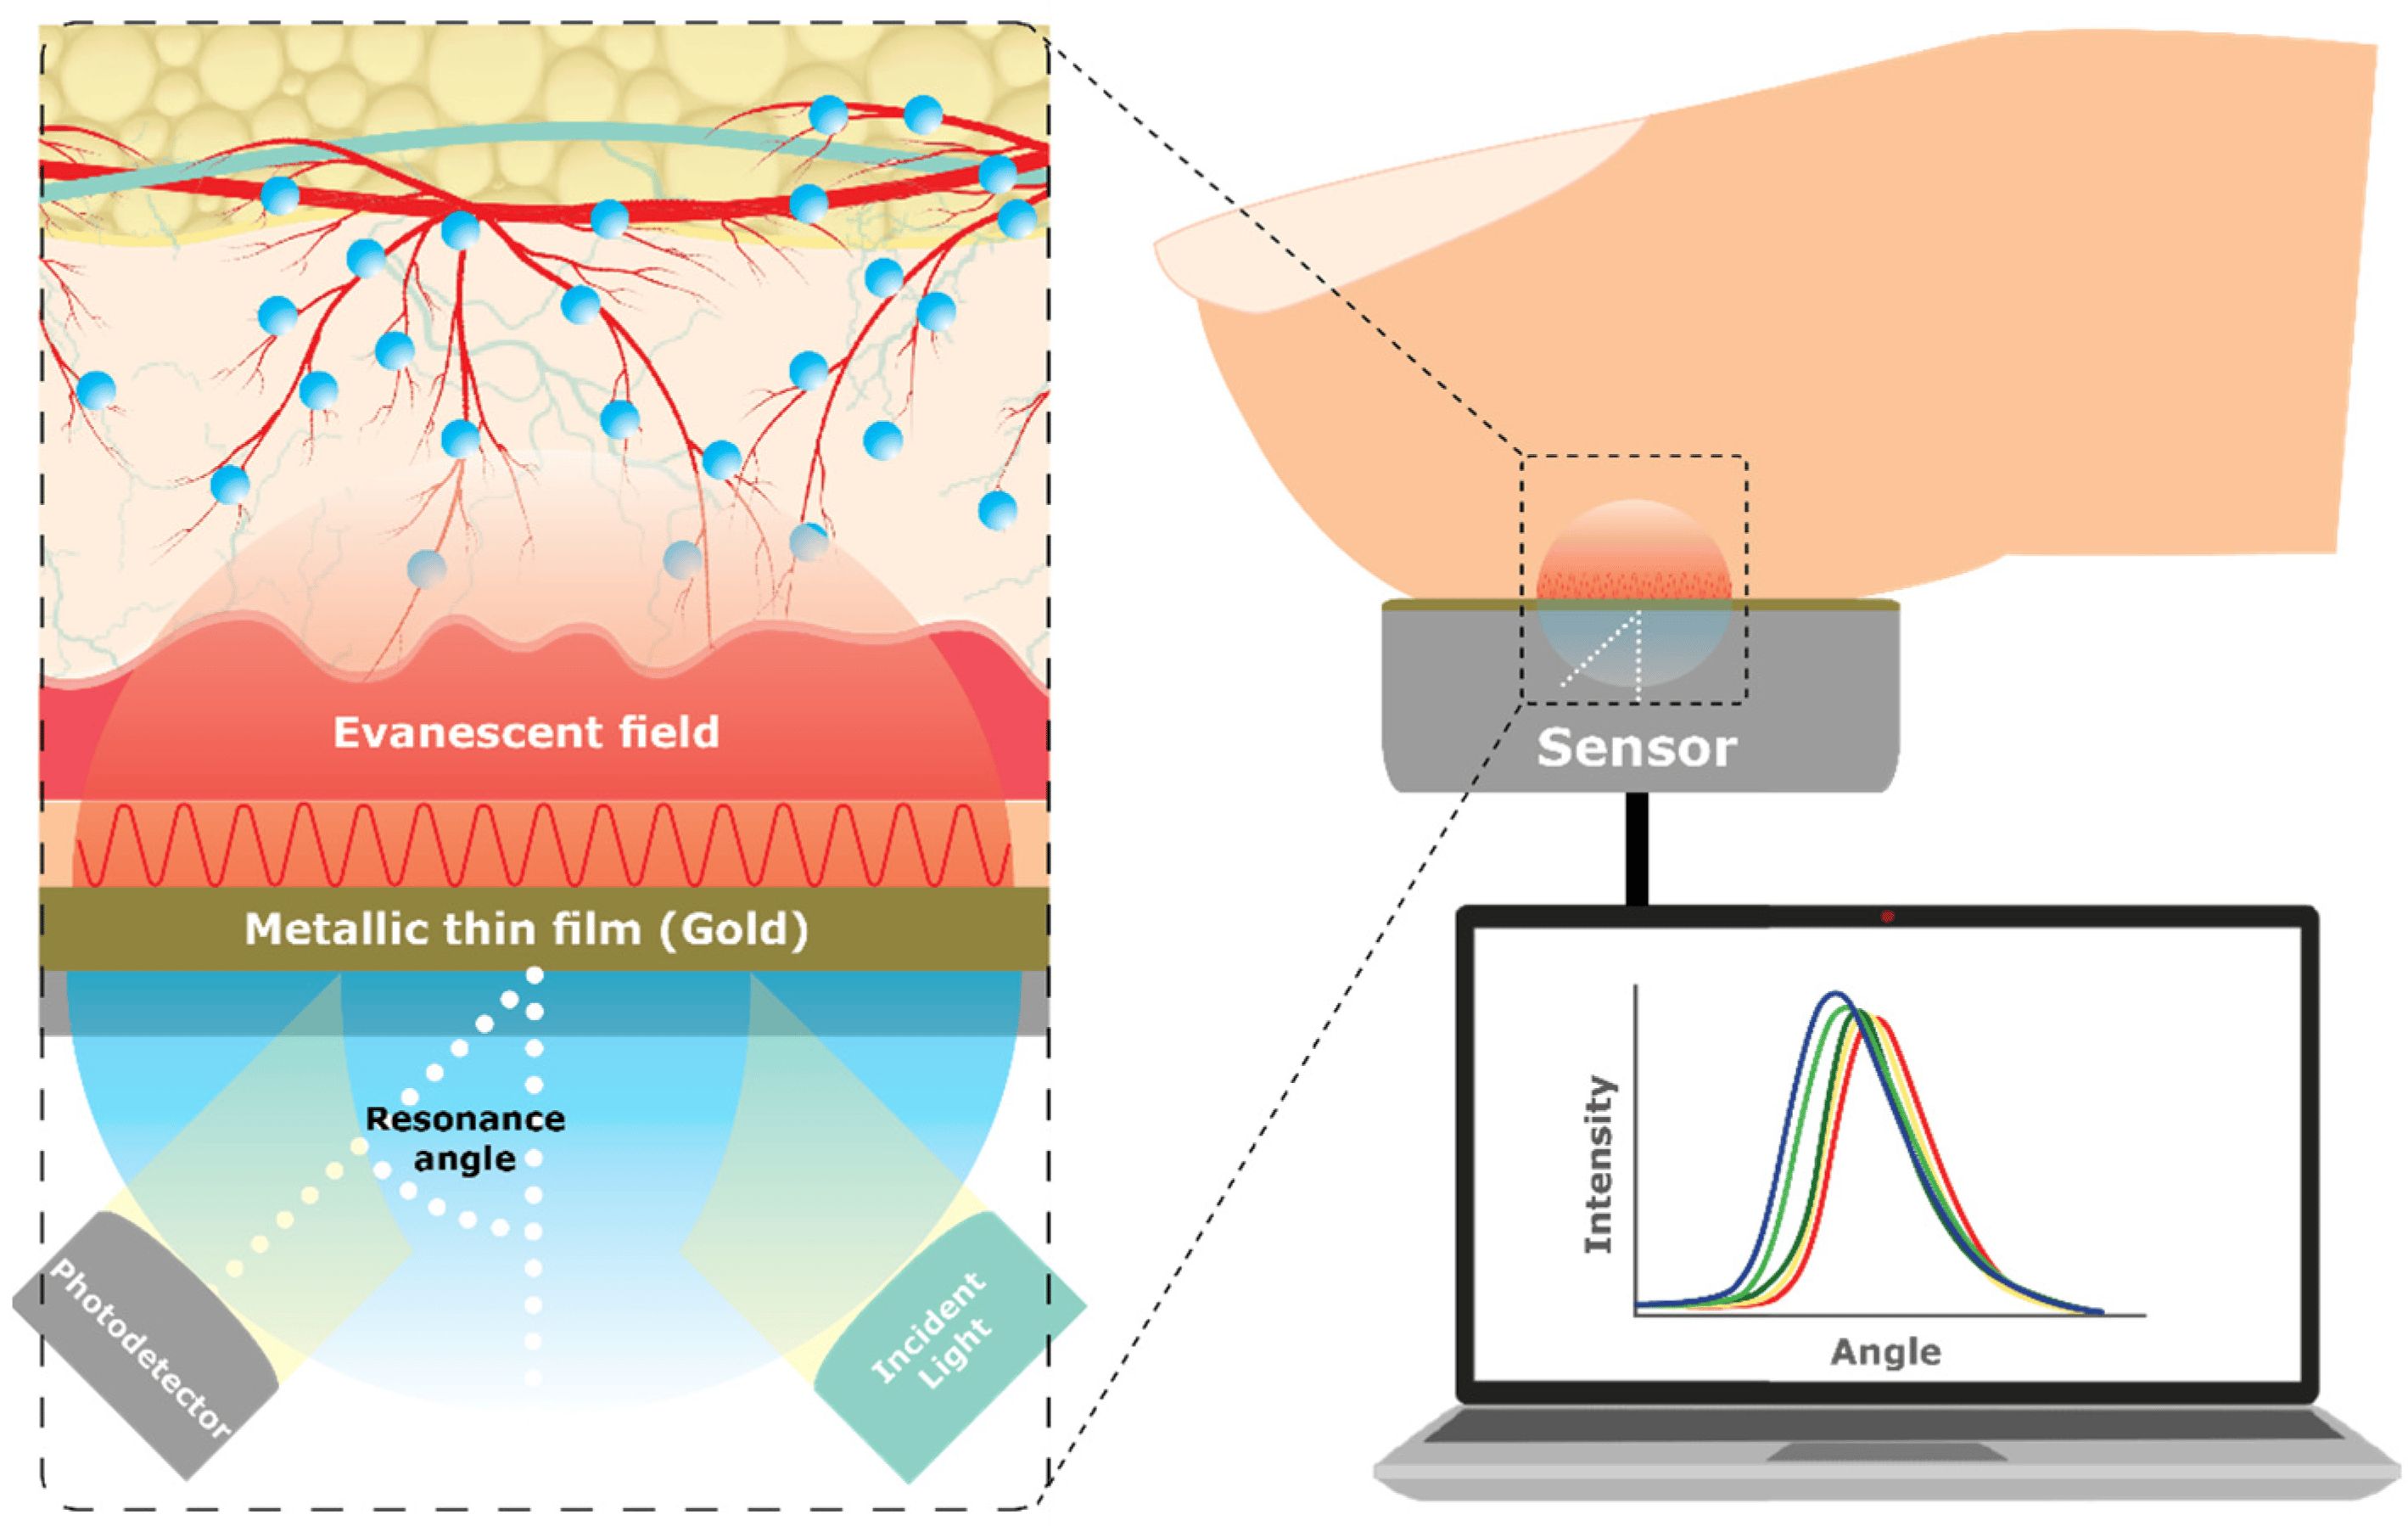 Evanescent field
Metallic thin film (Gold)
Resonance
angle
Photodetector
Incident
Light
Sensor
Intensity
Angle